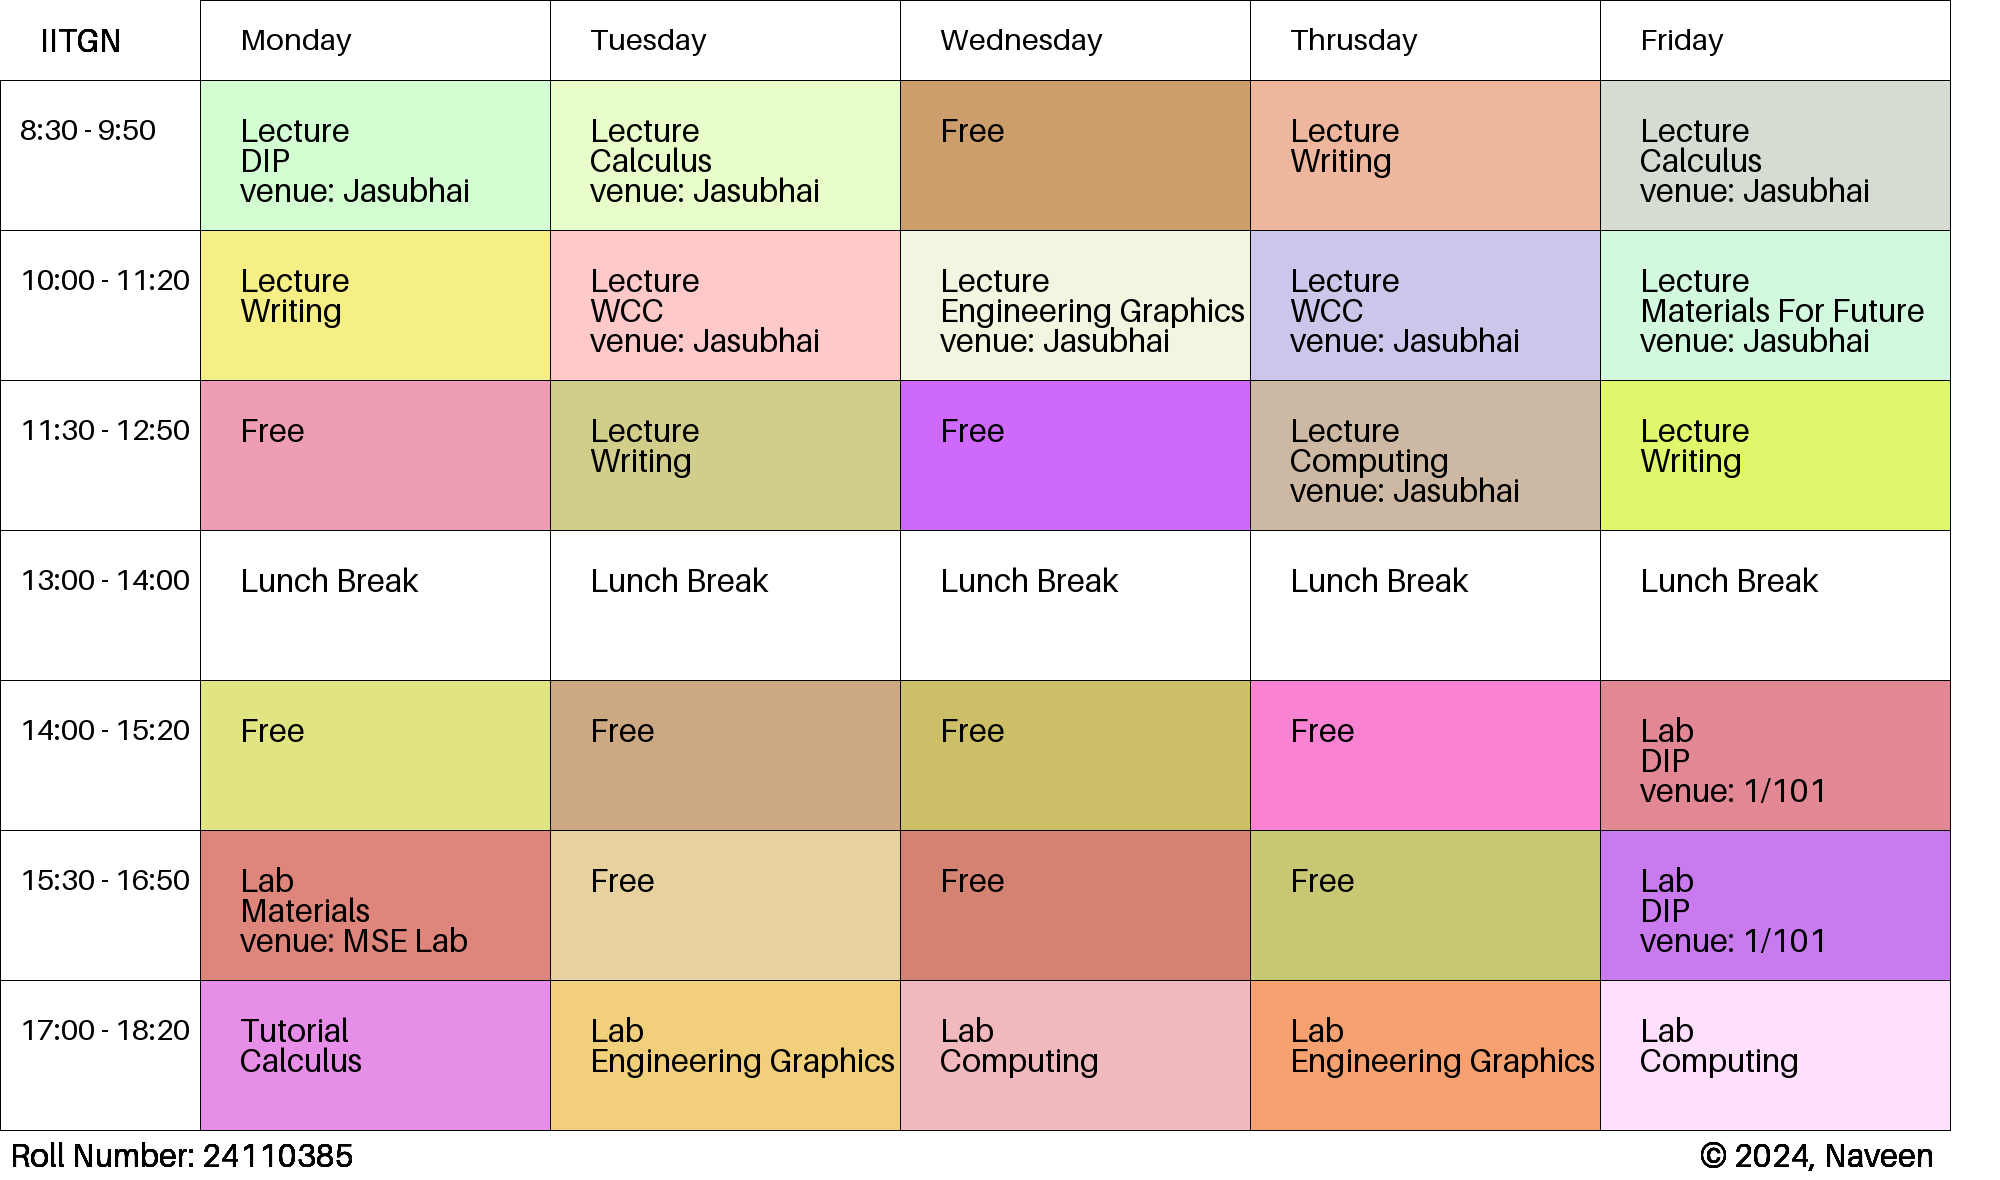 IITGN
Monday
Tuesday
Wednesday
Thrusday
Friday
8:30 - 9:50
Lecture
DIP
venue: Jasubhai
Lecture
Calculus
venue: Jasubhai
Free
Lecture
Writing
Lecture
Calculus
venue: Jasubhai
10:00 - 11:20
Lecture
Writing
Lecture
WCC
venue: Jasubhai
Lecture
Engineering Graphics
venue: Jasubhai
Lecture
WCC
venue: Jasubhai
Lecture
Materials For Future
venue: Jasubhai
11:30 - 12:50
Free
Lecture
Writing
Free
Lecture
Computing
venue: Jasubhai
Lecture
Writing
13:00 - 14:00
Lunch Break
Lunch Break
Lunch Break
Lunch Break
Lunch Break
14:00 - 15:20
Free
Free
Free
Free
Lab
DIP
venue: 1/101
15:30 - 16:50
Lab
Materials
venue: MSE Lab
Free
Free
Free
Lab
DIP
venue: 1/101
17:00 - 18:20
Tutorial
Calculus
Lab
Engineering Graphics
Lab
Computing
Lab
Engineering Graphics
Lab
Computing
Roll Number: 24110385
© 2024, Naveen